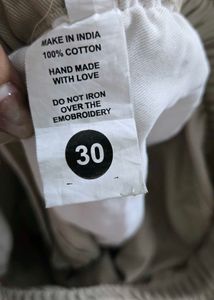 MAKE IN INDIA
100% COTTON
HAND MADE
WITH LOVE
DO NOT IRON
OVER THE
EMOBROIDERY
30